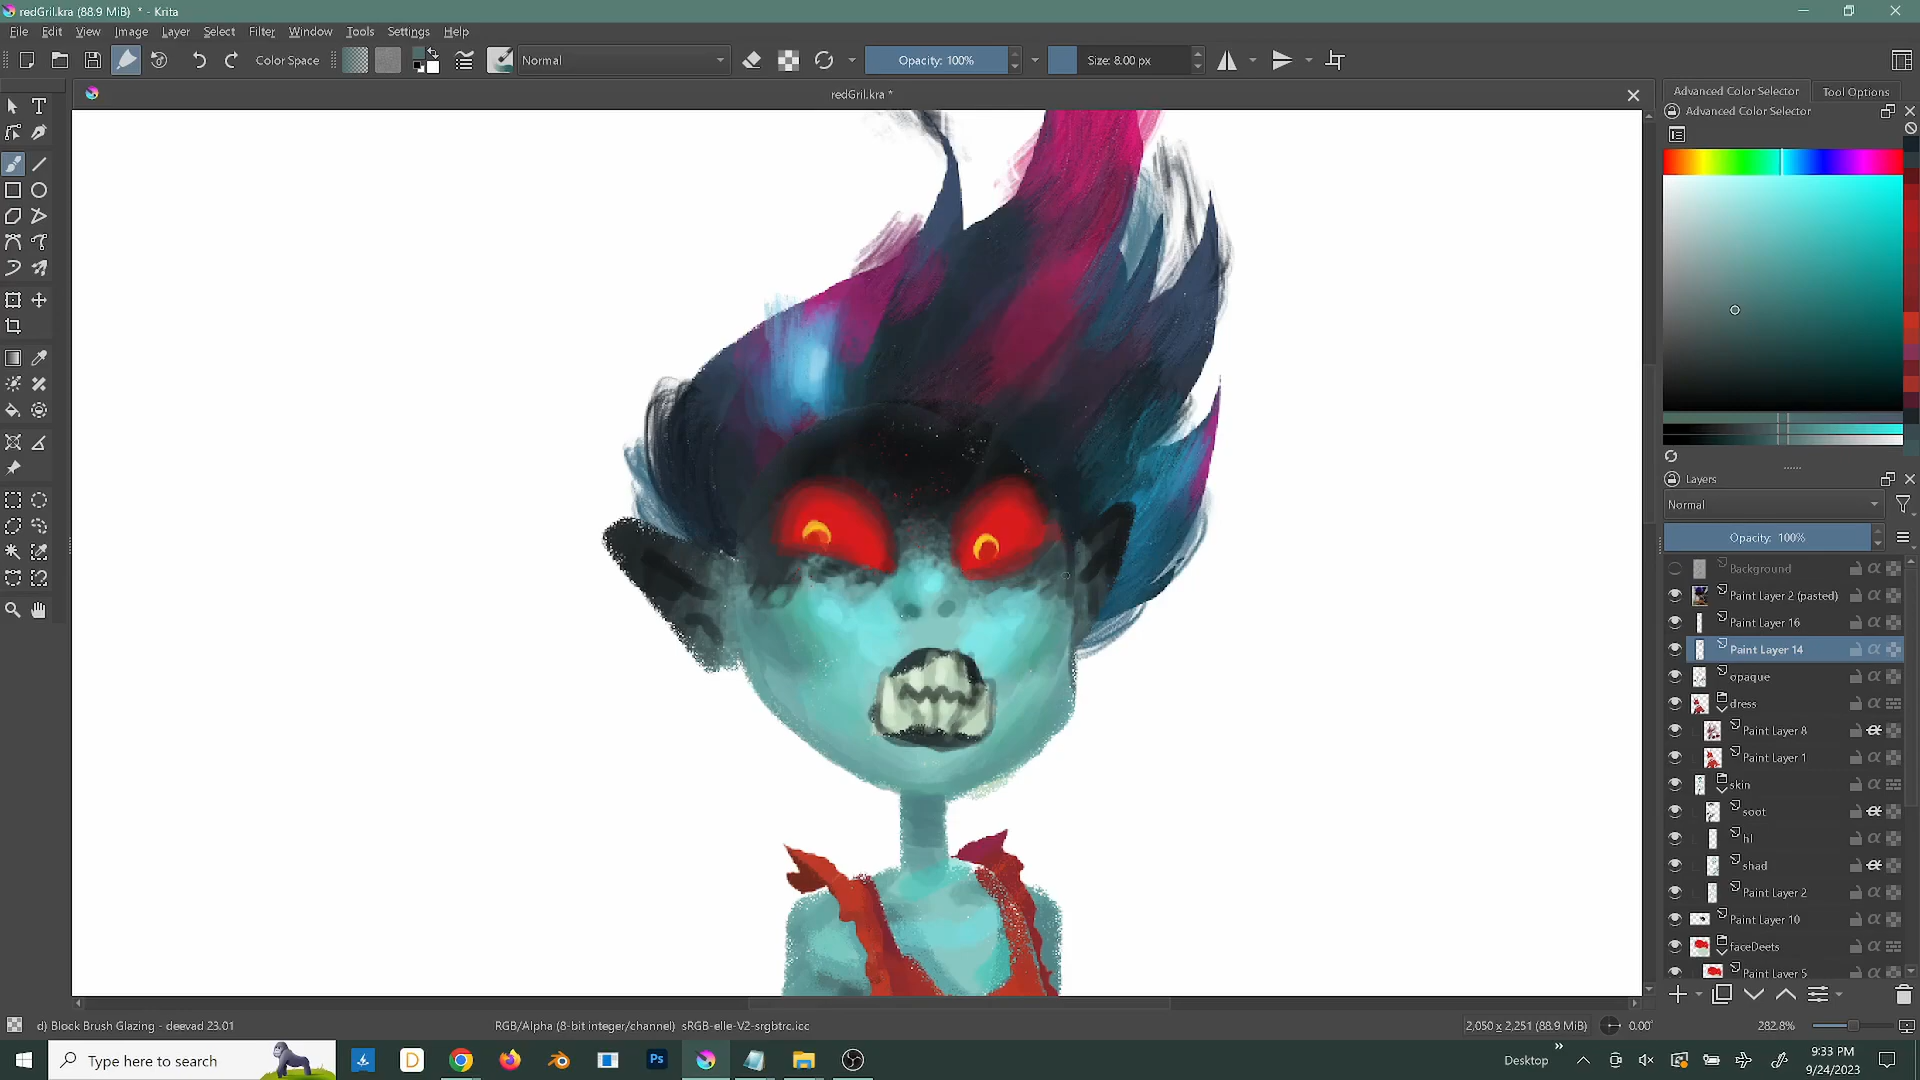 redGril.kra (88.9 MiB) * - Krita
File Edit View Image Layer Select Filter Window Tools Settings Help
Color Space Normal Opacity: 100% Size: 8.00 px
redGril.kra *
Advanced Color Selector Tool Options
Advanced Color Selector
Layers
Normal
Opacity: 100%
Background
Paint Layer 2 (pasted)
Paint Layer 16
Paint Layer 14
opaque
dress
Paint Layer 8
Paint Layer 1
skin
soot
hl
shad
Paint Layer 2
Paint Layer 10
faceDeets
Paint Layer 5
d) Block Brush Glazing - deevad 23.01 RGB/Alpha (8-bit integer/channel) sRGB-elle-V2-srgbtrc.icc 2,050 x 2,251 (88.9 MiB) 0.00° 282.8%
Type here to search D Ps Desktop 9:33 PM
9/24/2023